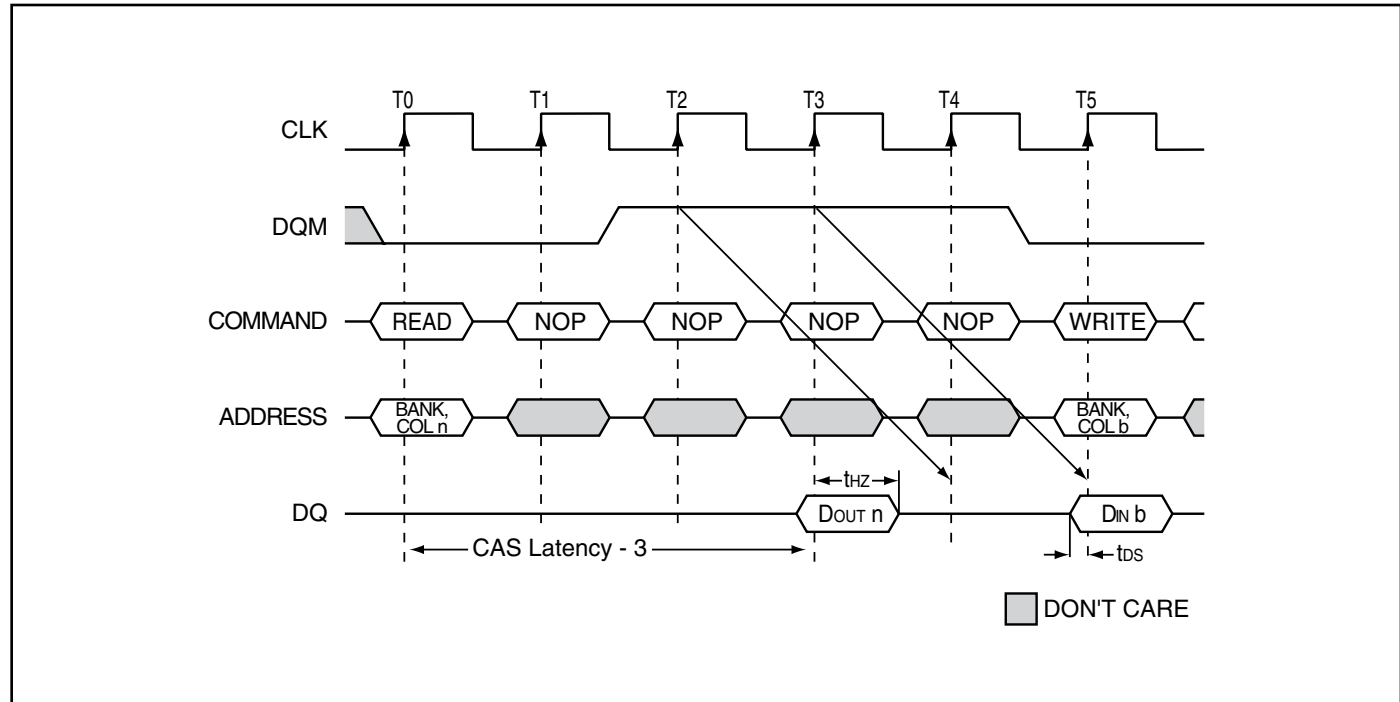 T0 T1 T2 T3 T4 T5
CLK
DQM
COMMAND READ NOP NOP NOP NOP WRITE
ADDRESS BANK, COL n BANK, COL b
tHZ
DQ DOUT n DIN b
CAS Latency - 3 tDS
DON'T CARE